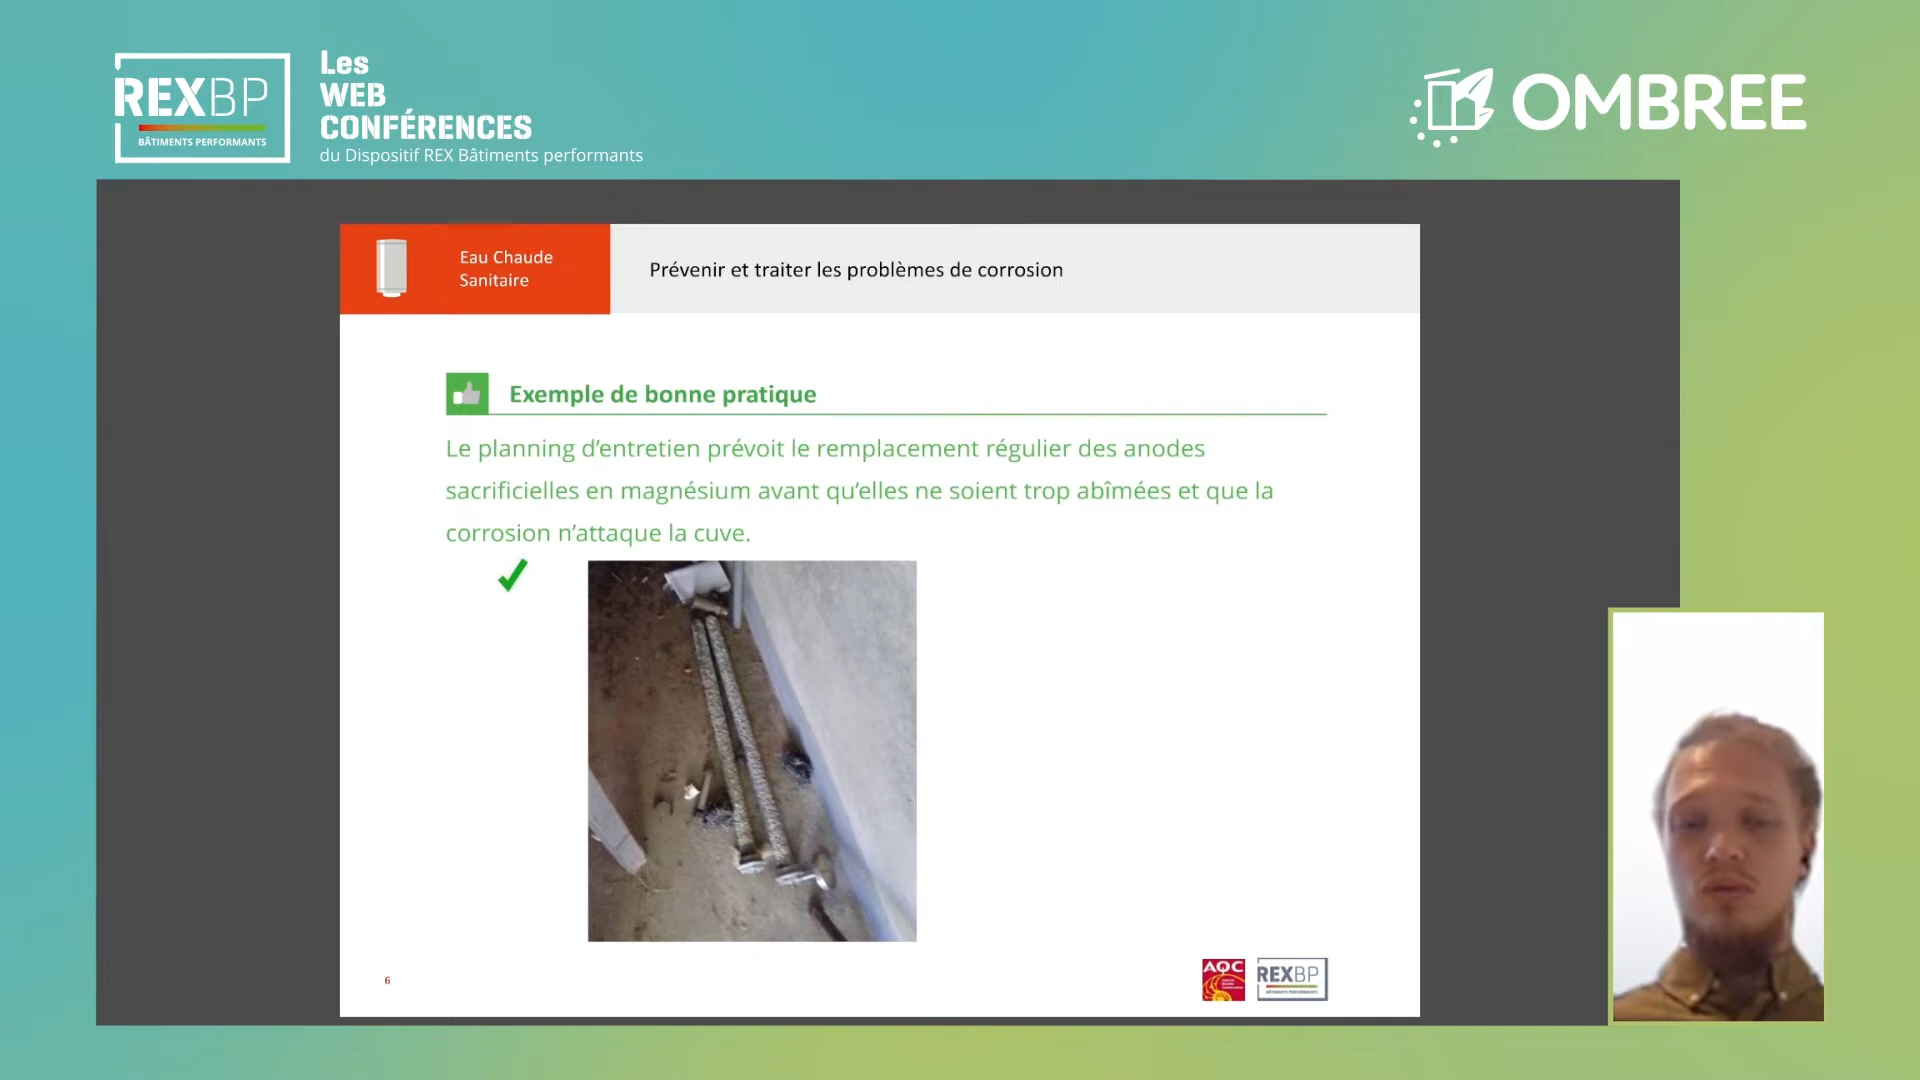 REXBP
BÂTIMENTS PERFORMANTS
Les
WEB
CONFÉRENCES
du Dispositif REX Bâtiments performants
OMBREE
Eau Chaude
Sanitaire
Prévenir et traiter les problèmes de corrosion
Exemple de bonne pratique
Le planning d’entretien prévoit le remplacement régulier des anodes
sacrificielles en magnésium avant qu’elles ne soient trop abîmées et que la
corrosion n’attaque la cuve.
6
AQC
REXBP
BÂTIMENTS PERFORMANTS